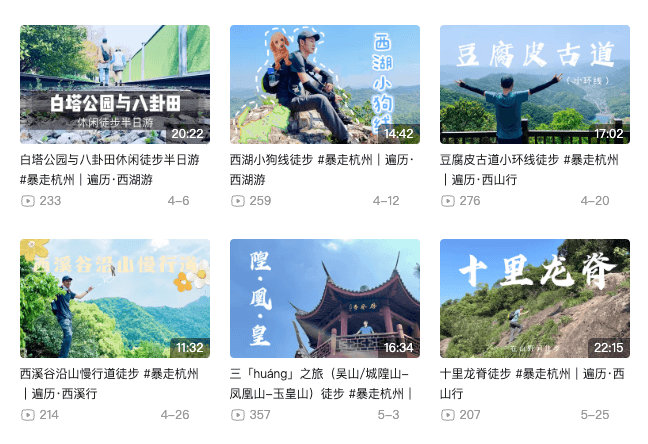 白塔公园与八卦田
休闲徒步半日游
20:22
白塔公园与八卦田休闲徒步半日游
#暴走杭州｜遍历·西湖游
233
4-6
西湖小狗线
14:42
西湖小狗线徒步 #暴走杭州｜遍历·
西湖游
259
4-12
豆腐皮古道
（小环线）
17:02
豆腐皮古道小环线徒步 #暴走杭州
｜遍历·西山行
276
4-20
西溪谷沿山慢行道
11:32
西溪谷沿山慢行道徒步 #暴走杭州
｜遍历·西溪行
214
4-26
隍·凰·皇
16:34
三「huáng」之旅（吴山/城隍山-
凤凰山-玉皇山）徒步 #暴走杭州｜
357
5-3
十里龙脊
22:15
十里龙脊徒步 #暴走杭州｜遍历·西
山行
207
5-25